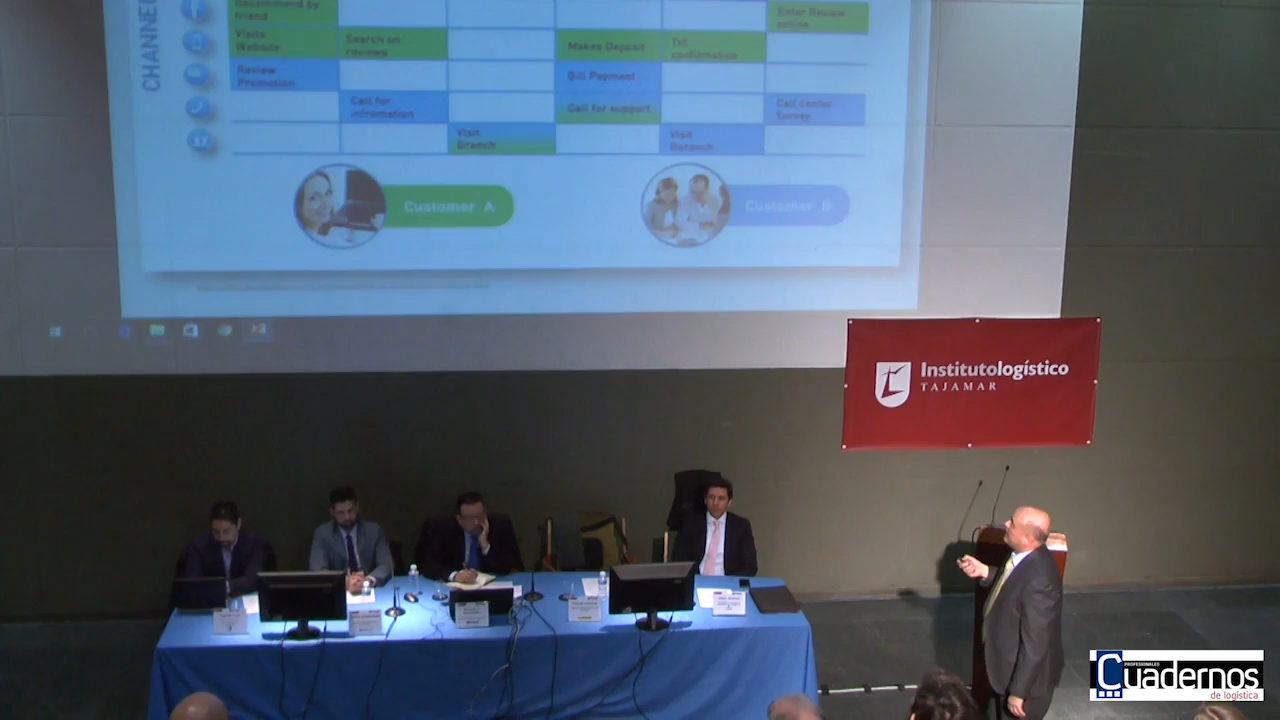 CHANNEL
Recommend by
friend
Enter Review
online
Visits
Website
Search on
reviews
Makes Deposit
Txt
confirmation
Review
Promotion
Bill Payment
Call for
infromation
Call for support
Call center
Survey
Visit
Branch
Visit
Customer A
Customer B
Institutologístico
TAJAMAR
PROFESIONALES
Cuadernos
de logística